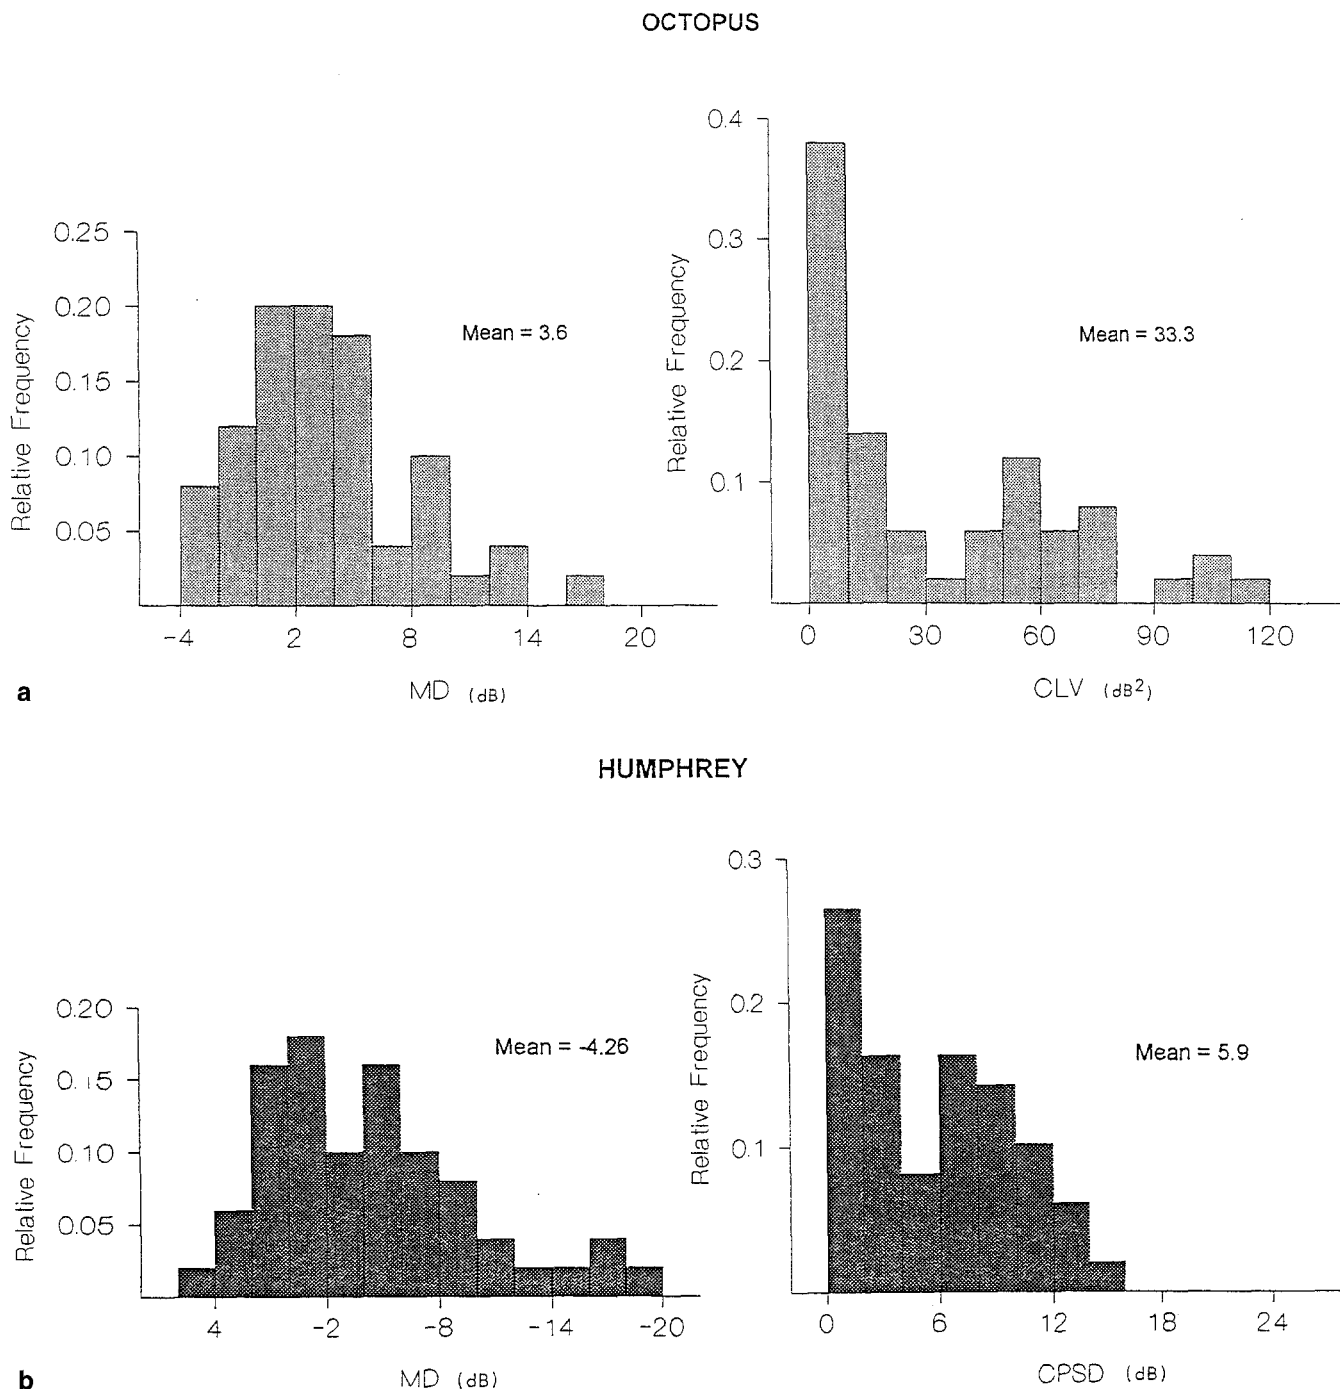 OCTOPUS
0.25
0.20
0.15
0.10
0.05
Relative Frequency
Mean = 3.6
-4
2
8
14
20
MD (dB)
0.4
0.3
0.2
0.1
Relative Frequency
Mean = 33.3
0
30
60
90
120
CLV (dB²)
a
HUMPHREY
0.20
0.15
0.10
0.05
Relative Frequency
Mean = -4.26
4
-2
-8
-14
-20
MD (dB)
0.3
0.2
0.1
Relative Frequency
Mean = 5.9
0
6
12
18
24
CPSD (dB)
b